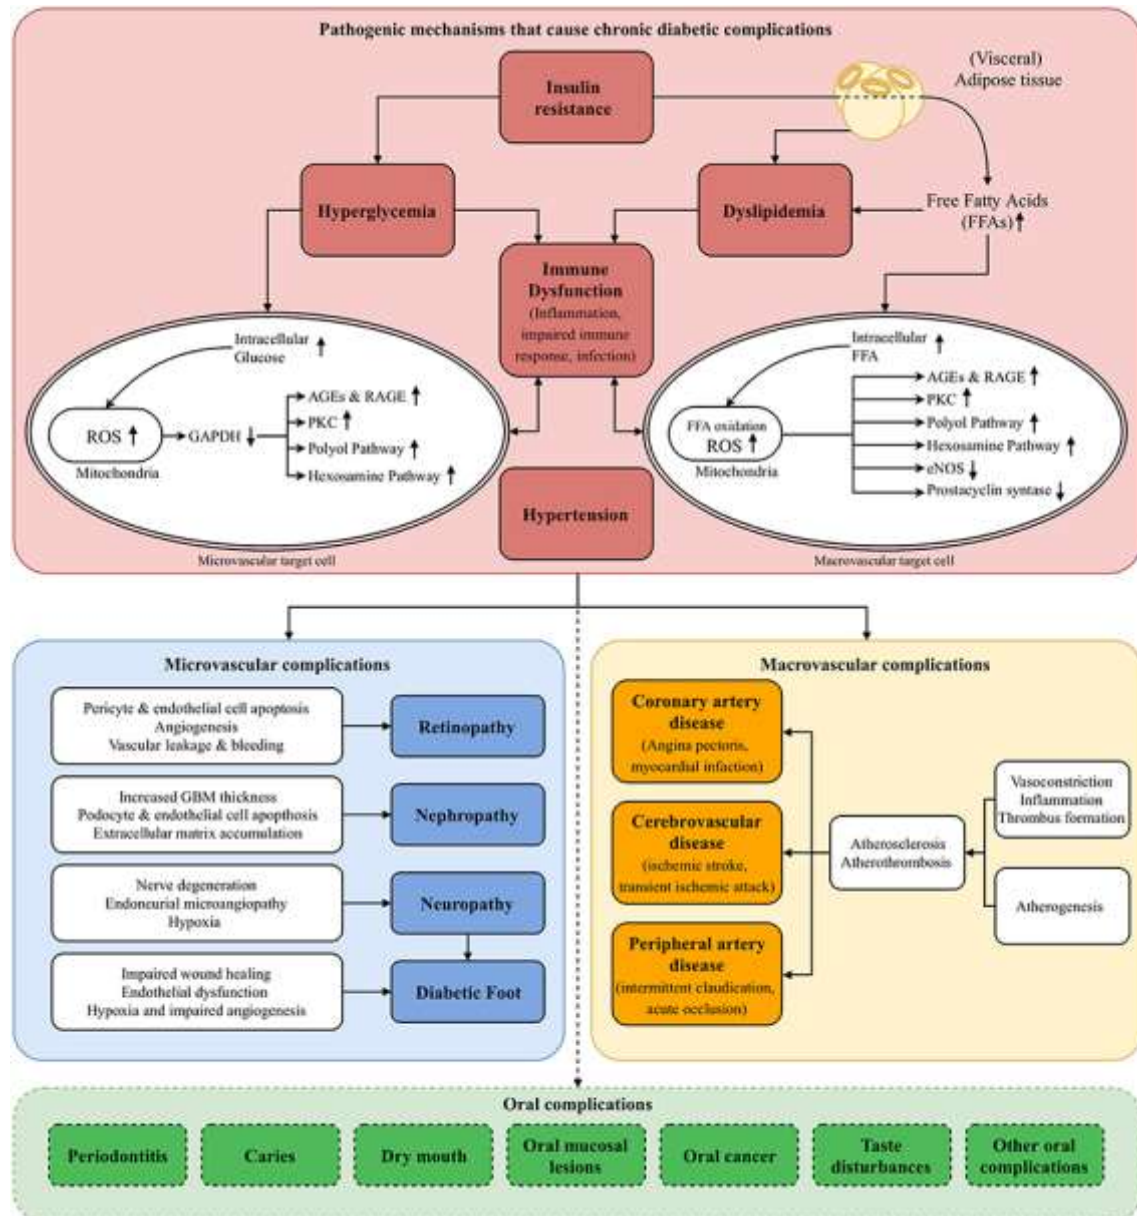 Pathogenic mechanisms that cause chronic diabetic complications
Insulin
resistance
(Visceral)
Adipose tissue
Hyperglycemia
Dyslipidemia
Free Fatty Acids
(FFAs)↑
Immune
Dysfunction
(Inflammation,
impaired immune
response, infection)
Intracellular
Glucose ↑
ROS ↑
Mitochondria
GAPDH ↓
AGEs & RAGE ↑
PKC ↑
Polyol Pathway ↑
Hexosamine Pathway ↑
Microvascular target cell
Intracellular
FFA ↑
FFA oxidation
ROS ↑
Mitochondria
AGEs & RAGE ↑
PKC ↑
Polyol Pathway ↑
Hexosamine Pathway ↑
eNOS ↓
Prostacyclin syntase ↓
Macrovascular target cell
Hypertension
Microvascular complications
Pericyte & endothelial cell apoptosis
Angiogenesis
Vascular leakage & bleeding
Retinopathy
Increased GBM thickness
Podocyte & endothelial cell apopthosis
Extracellular matrix accumulation
Nephropathy
Nerve degeneration
Endoneurial microangiopathy
Hypoxia
Neuropathy
Impaired wound healing
Endothelial dysfunction
Hypoxia and impaired angiogenesis
Diabetic Foot
Macrovascular complications
Coronary artery
disease
(Angina pectoris,
myocardial infaction)
Cerebrovascular
disease
(ischemic stroke,
transient ischemic attack)
Peripheral artery
disease
(intermittent claudication,
acute occlusion)
Atherosclerosis
Atherothrombosis
Vasoconstriction
Inflammation
Thrombus formation
Atherogenesis
Oral complications
Periodontitis
Caries
Dry mouth
Oral mucosal
lesions
Oral cancer
Taste
disturbances
Other oral
complications